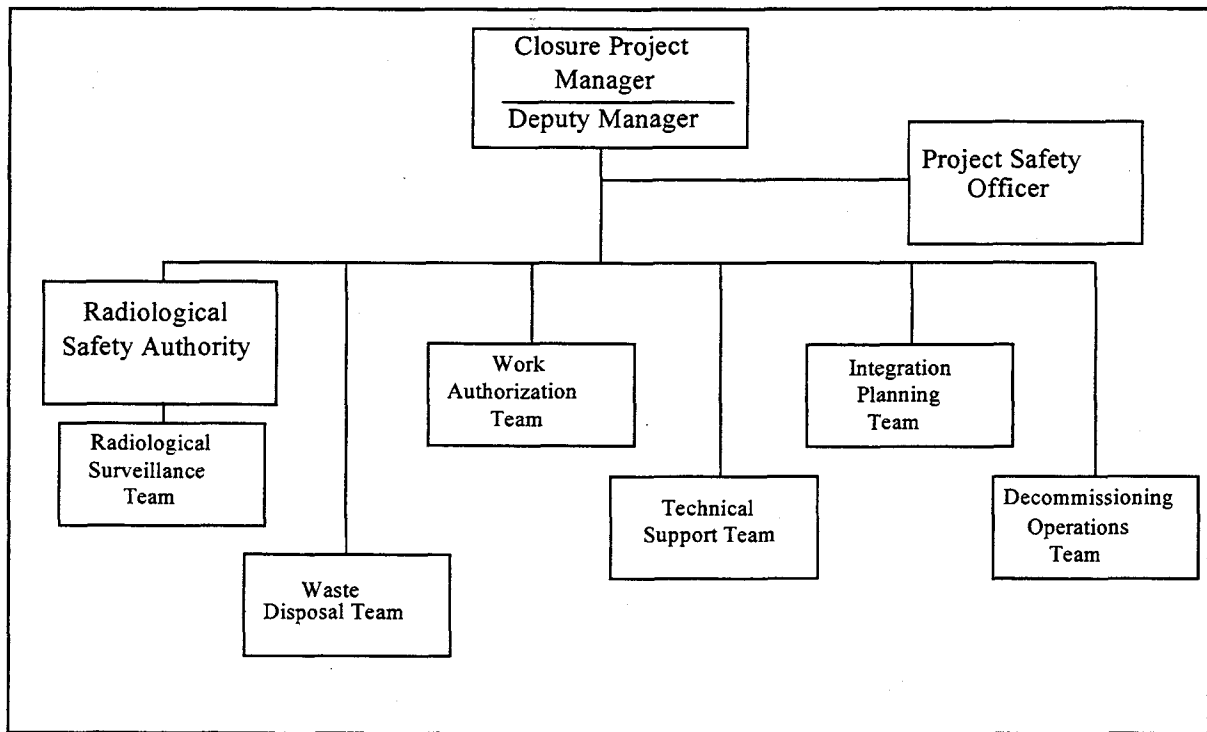 Closure Project
Manager
Deputy Manager
Project Safety
Officer
Radiological
Safety Authority
Radiological
Surveillance
Team
Waste
Disposal Team
Work
Authorization
Team
Technical
Support Team
Integration
Planning
Team
Decommissioning
Operations
Team